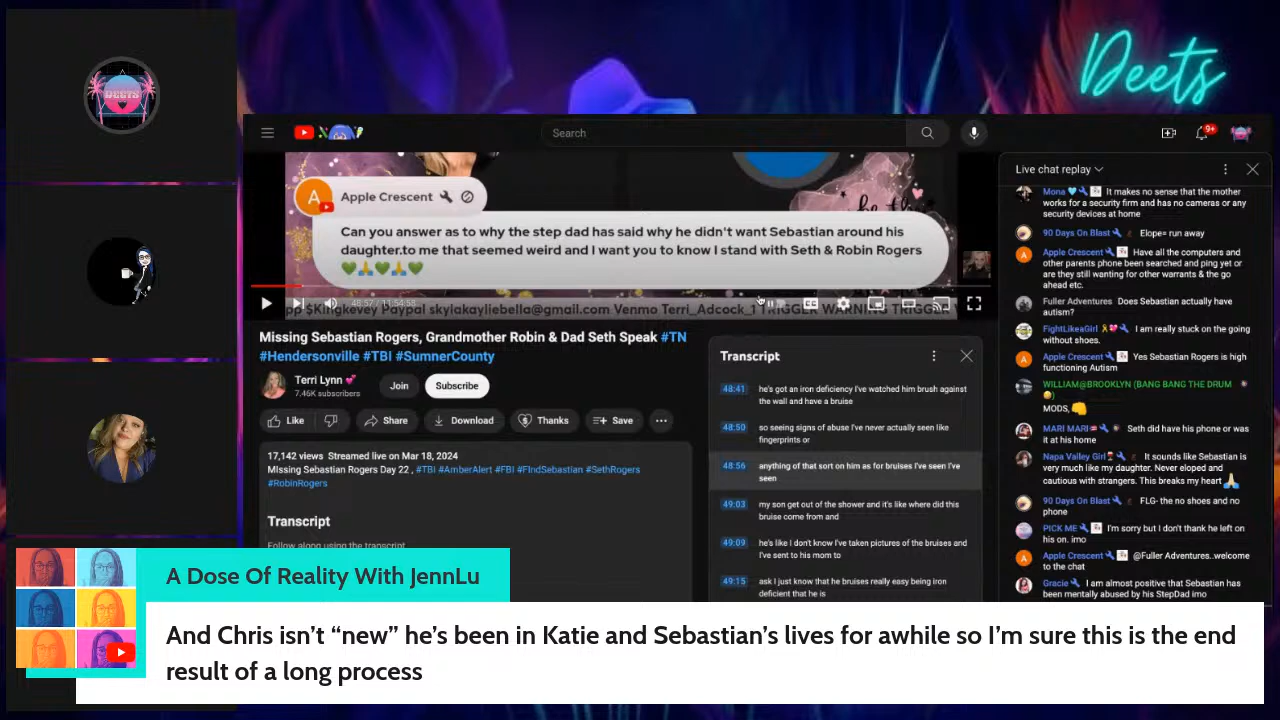 DEETS
Deets
Search
9+
Apple Crescent
Can you answer as to why the step dad has said why he didn't want Sebastian around his
daughter.to me that seemed weird and I want you to know I stand with Seth & Robin Rogers
💚🙏💚🙏💚
be the
48:57 / 11:54:58
$Kingkevey Paypal skyiakayliebella@gmail.com Venmo Terri_Adcock_1 TRIGGER WARNING TRIGG
Missing Sebastian Rogers, Grandmother Robin & Dad Seth Speak #TN
#Hendersonville #TBI #SumnerCounty
Terri Lynn 💕
7.46K subscribers
Join
Subscribe
Like
Share
Download
Thanks
Save
17,142 views Streamed live on Mar 18, 2024
MIssing Sebastian Rogers Day 22 , #TBI #AmberAlert #FBI #FIndSebastian #SethRogers
#RobinRogers
Transcript
Follow along using the transcript.
Transcript
48:41 he's got an iron deficiency I've watched him brush against
the wall and have a bruise
48:50 so seeing signs of abuse I've never actually seen like
fingerprints or
48:56 anything of that sort on him as for bruises I've seen I've
seen
49:03 my son get out of the shower and it's like where did this
bruise come from and
49:09 he's like I don't know I've taken pictures of the bruises and
I've sent to his mom to
49:15 ask I just know that he bruises really easy being iron
deficient that he is
Live chat replay
Mona 🩵 It makes no sense that the mother
works for a security firm and has no cameras or any
security devices at home
90 Days On Blast Elope= run away
Apple Crescent Have all the computers and
other parents phone been searched and ping yet or
are they still wanting for other warrants & the go
ahead etc.
Fuller Adventures Does Sebastian actually have
autism?
FightLikeaGirl 🎗️💖 I am really stuck on the going
without shoes.
Apple Crescent Yes Sebastian Rogers is high
functioning Autism
WILLIAM@BROOKLYN (BANG BANG THE DRUM
🥁)
MODS, 👊
MARI MARI Seth did have his phone or was
it at his home
Napa Valley Girl🍷 It sounds like Sebastian is
very much like my daughter. Never eloped and
cautious with strangers. This breaks my heart 🙏
90 Days On Blast FLG- the no shoes and no
phone
PICK ME I'm sorry but I don't thank he left on
his on. imo
Apple Crescent @Fuller Adventures..welcome
to the chat
Gracie I am almost positive that Sebastian has
been mentally abused by his StepDad imo
A Dose Of Reality With JennLu
And Chris isn't “new” he's been in Katie and Sebastian's lives for awhile so I'm sure this is the end
result of a long process